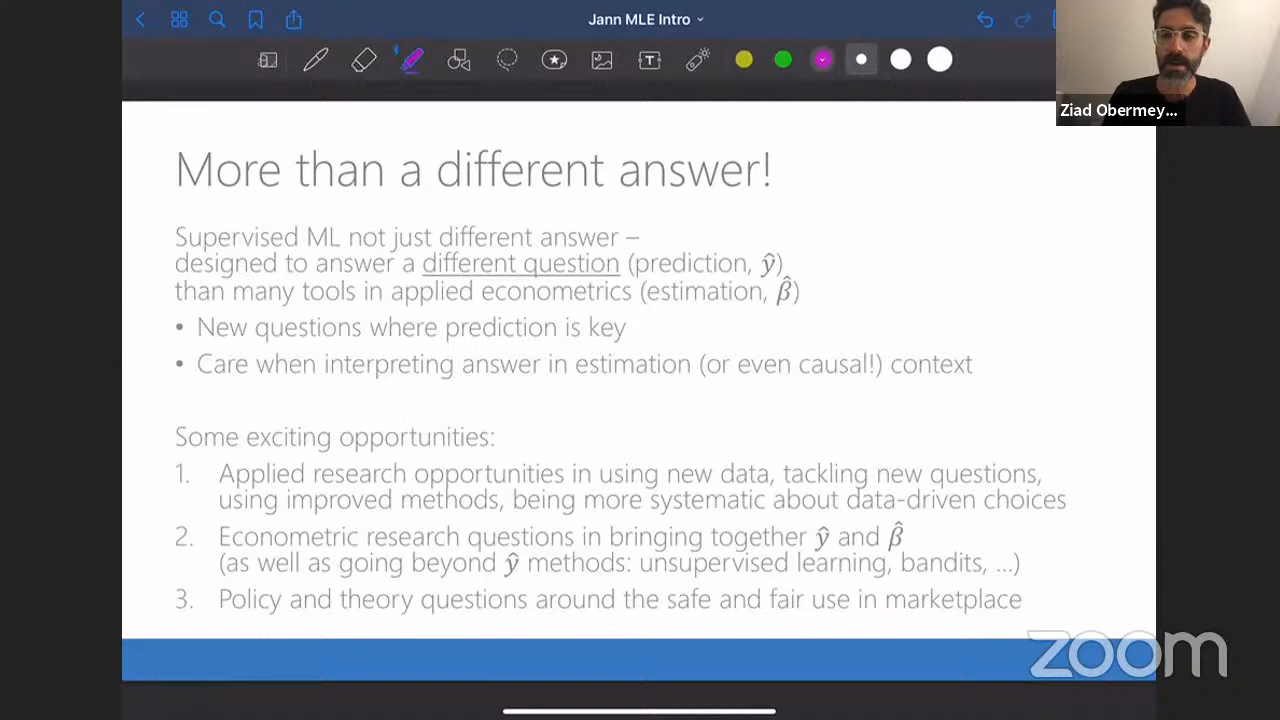 Jann MLE Intro
T
Ziad Obermey...
More than a different answer!
Supervised ML not just different answer –
designed to answer a different question (prediction, ŷ)
than many tools in applied econometrics (estimation, β̂)
• New questions where prediction is key
• Care when interpreting answer in estimation (or even causal!) context
Some exciting opportunities:
1. Applied research opportunities in using new data, tackling new questions,
using improved methods, being more systematic about data-driven choices
2. Econometric research questions in bringing together ŷ and β̂
(as well as going beyond ŷ methods: unsupervised learning, bandits, ...)
3. Policy and theory questions around the safe and fair use in marketplace
zoom